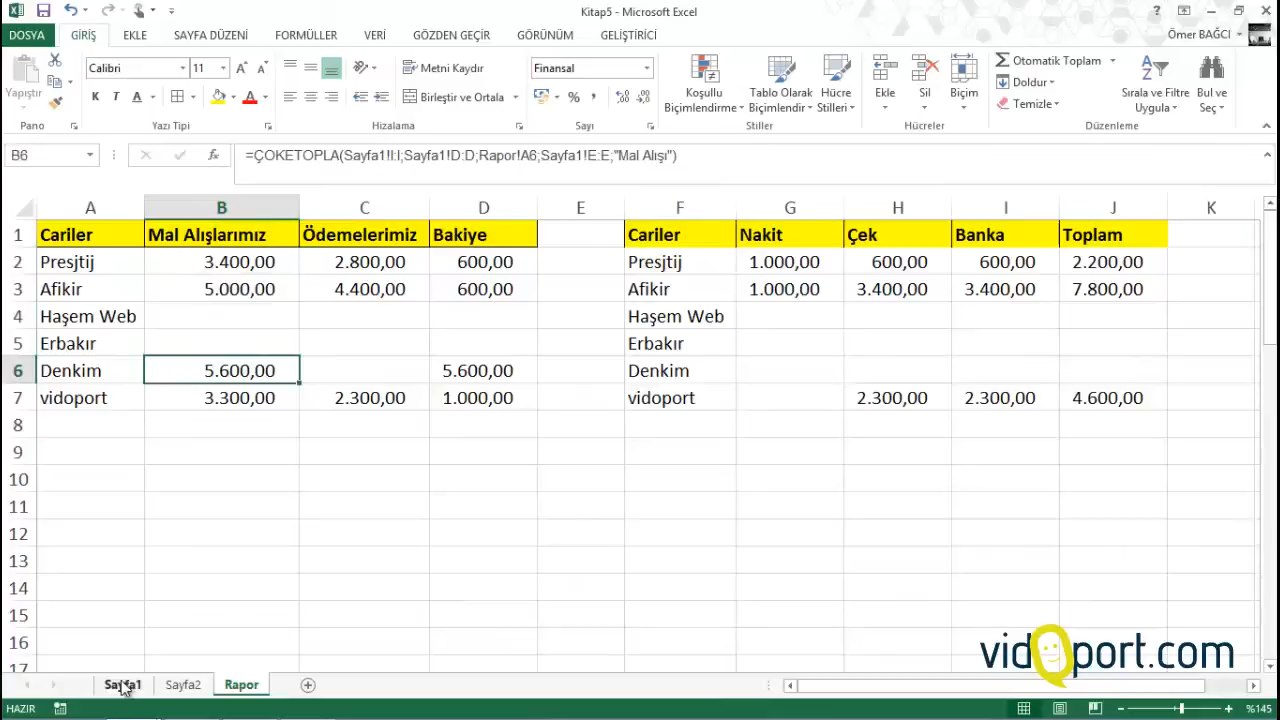 Kitap5 - Microsoft Excel
?
DOSYA GİRİŞ EKLE SAYFA DÜZENİ FORMÜLLER VERİ GÖZDEN GEÇİR GÖRÜNÜM GELİŞTİRİCİ Ömer BAĞCI
Yapıştır
Calibri 11
K T A
Metni Kaydır
Birleştir ve Ortala
Finansal
%
Koşullu Biçimlendirme
Tablo Olarak Biçimlendir
Hücre Stilleri
Ekle Sil Biçim
Otomatik Toplam
Doldur
Temizle
Sırala ve Filtre Uygula
Bul ve Seç
Pano Yazı Tipi Hizalama Sayı Stiller Hücreler Düzenleme
B6 fx =ÇOKETOPLA(Sayfa1!I:I;Sayfa1!D:D;Rapor!A6;Sayfa1!E:E;"Mal Alışı")
A B C D E F G H I J K
1 Cariler Mal Alışlarımız Ödemelerimiz Bakiye Cariler Nakit Çek Banka Toplam
2 Presjtij 3.400,00 2.800,00 600,00 Presjtij 1.000,00 600,00 600,00 2.200,00
3 Afikir 5.000,00 4.400,00 600,00 Afikir 1.000,00 3.400,00 3.400,00 7.800,00
4 Haşem Web Haşem Web
5 Erbakır Erbakır
6 Denkim 5.600,00 5.600,00 Denkim
7 vidoport 3.300,00 2.300,00 1.000,00 vidoport 2.300,00 2.300,00 4.600,00
8
9
10
11
12
13
14
15
16
17
vidoport.com
Sayfa1 Sayfa2 Rapor
HAZIR %145